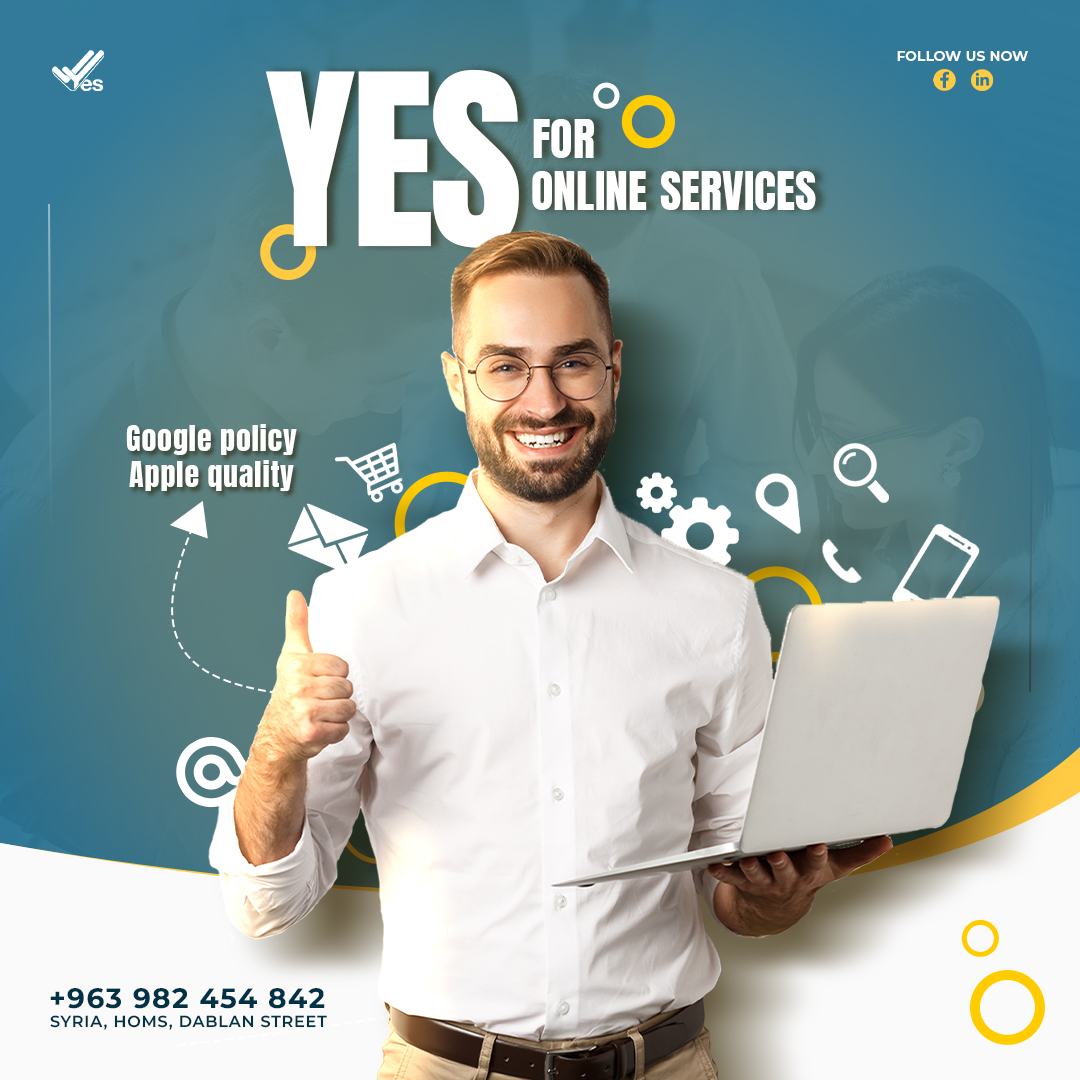 Yes
FOLLOW US NOW
f in
YES
FOR
ONLINE SERVICES
Google policy
Apple quality
@
+963 982 454 842
SYRIA, HOMS, DABLAN STREET